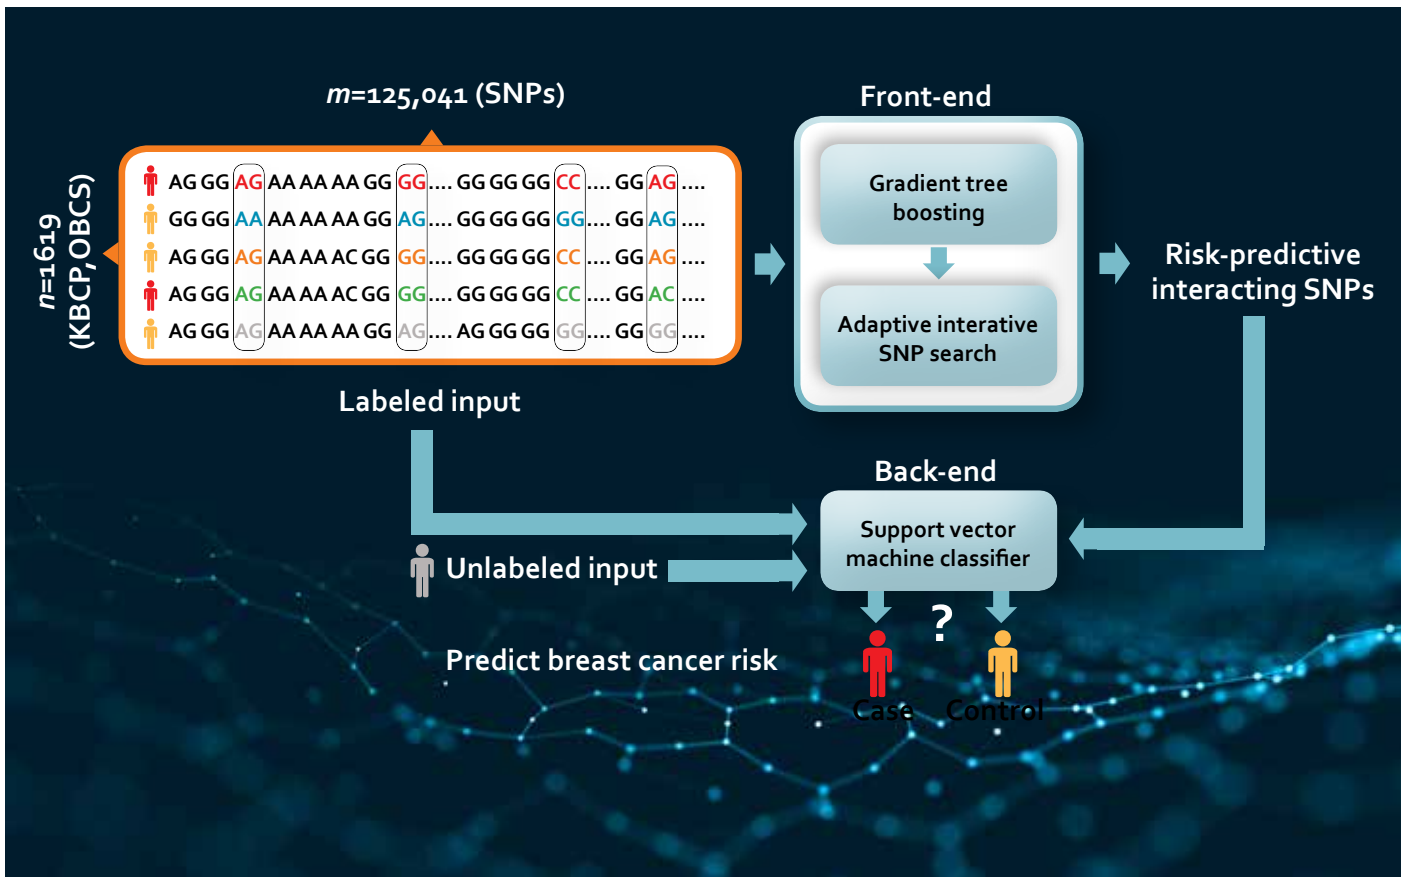 m=125,041 (SNPs)
n=1619
(KBCP,OBCS)
AG GG AG AA AA AA GG GG.... GG GG GG CC .... GG AG ....
GG GG AA AA AA AA GG AG .... GG GG GG GG .... GG AG ....
AG GG AG AA AA AC GG GG .... GG GG GG CC .... GG AG ....
AG GG AG AA AA AC GG GG .... GG GG GG CC .... GG AC ....
AG GG AG AA AA AA GG AG .... AG GG GG GG .... GG GG ....
Labeled input
Front-end
Gradient tree
boosting
Adaptive interative
SNP search
Risk-predictive
interacting SNPs
Back-end
Support vector
machine classifier
Unlabeled input
?
Predict breast cancer risk
Case
Control